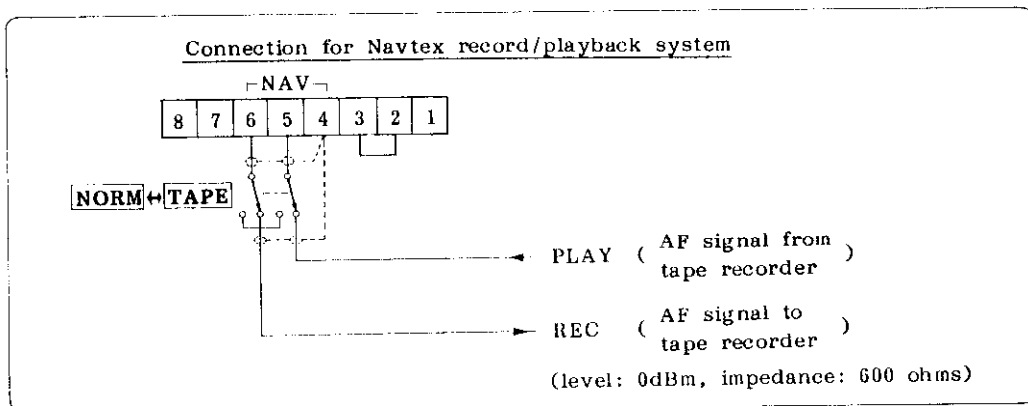 Connection for Navtex record/playback system
NAV
8 7 6 5 4 3 2 1
NORM↔TAPE
PLAY ( AF signal from
tape recorder )
REC ( AF signal to
tape recorder )
(level: 0dBm, impedance: 600 ohms)